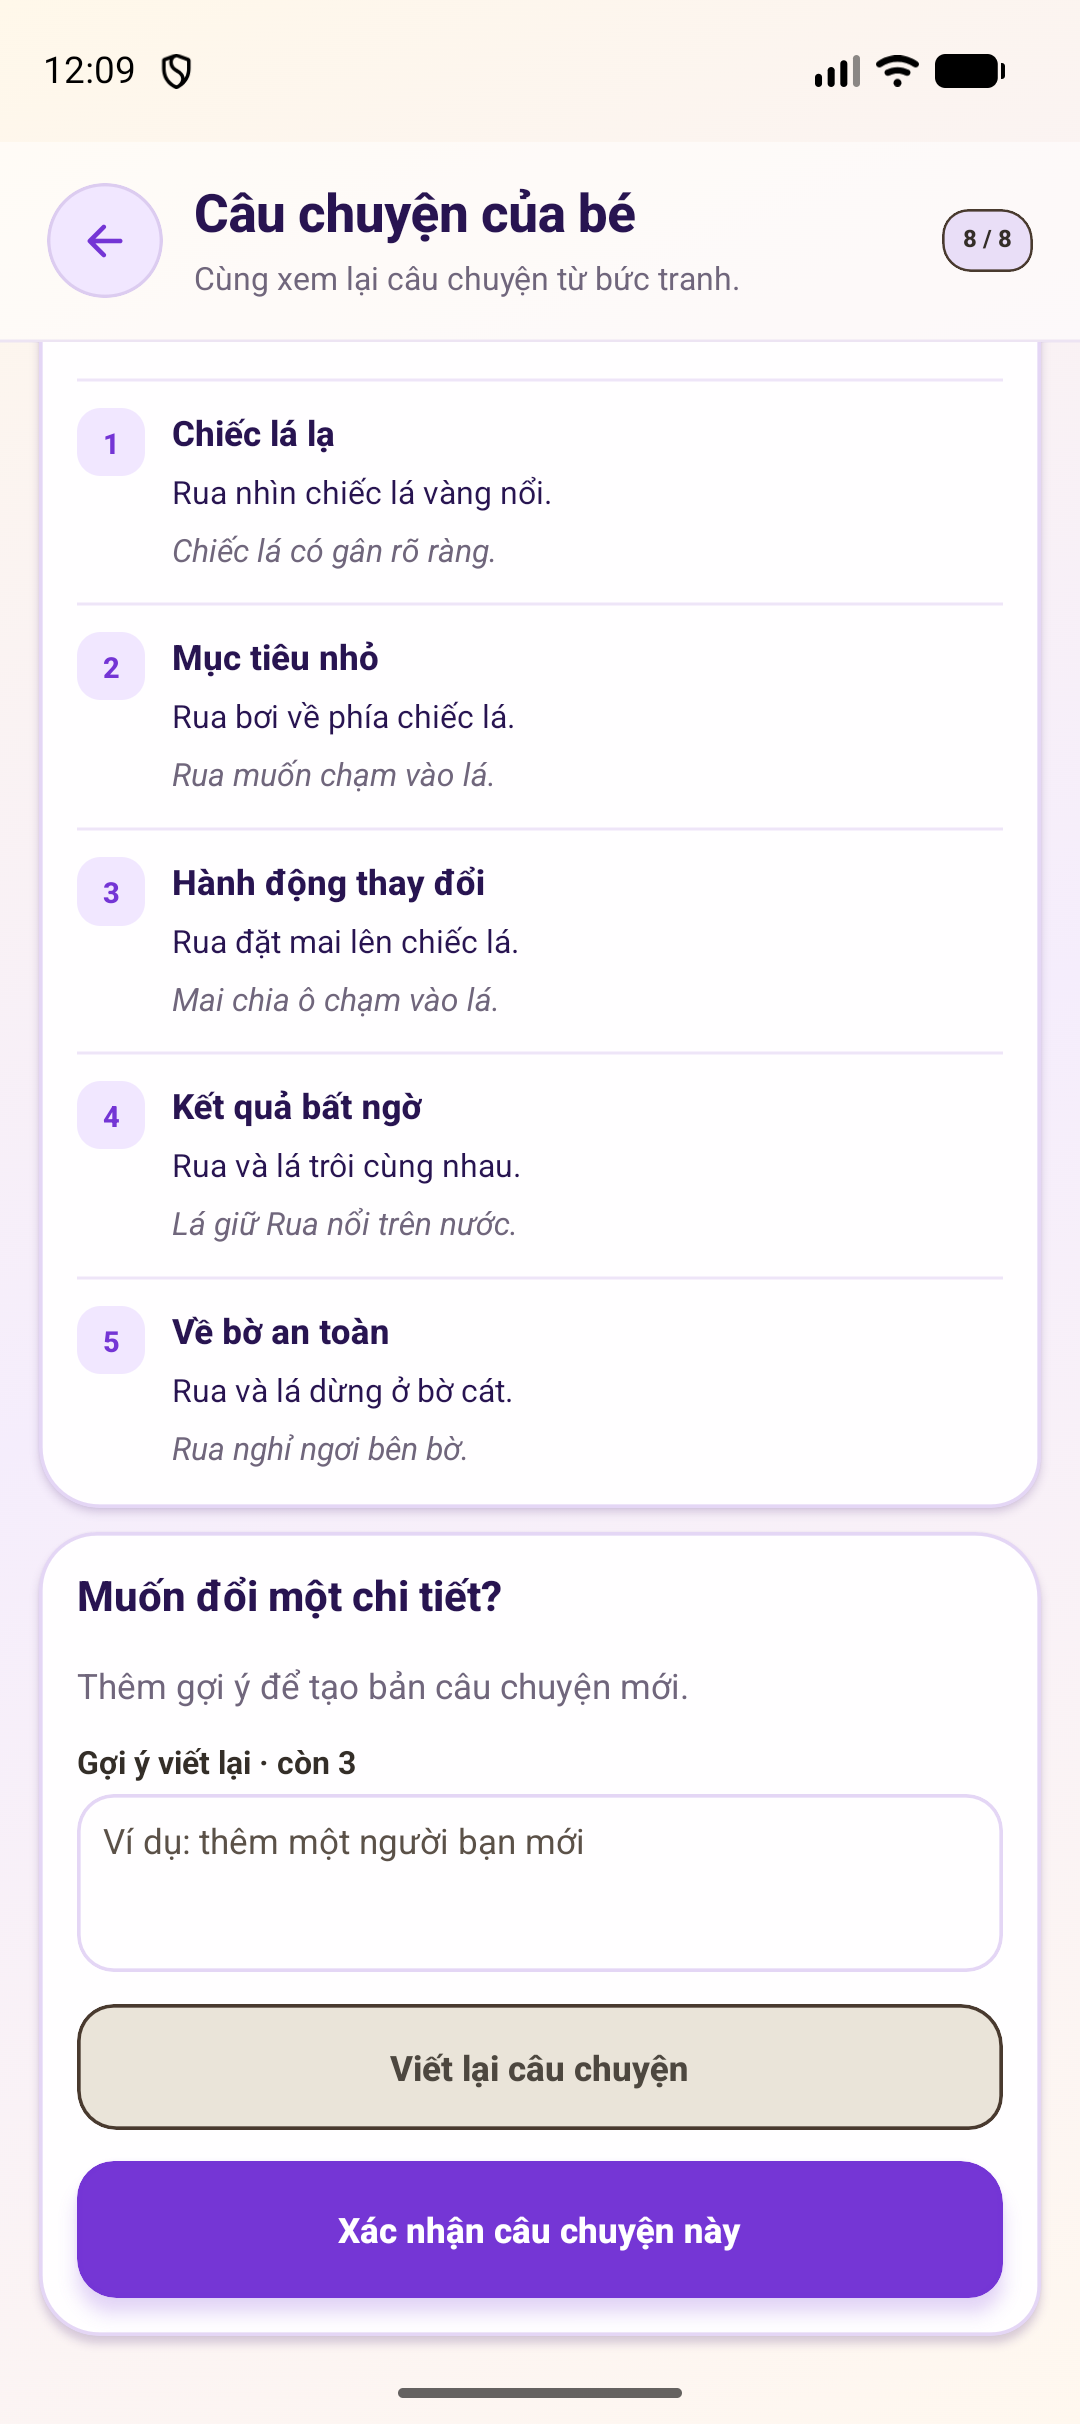 12:09
Câu chuyện của bé
Cùng xem lại câu chuyện từ bức tranh.
8 / 8
1
Chiếc lá lạ
Rua nhìn chiếc lá vàng nổi.
Chiếc lá có gân rõ ràng.
2
Mục tiêu nhỏ
Rua bơi về phía chiếc lá.
Rua muốn chạm vào lá.
3
Hành động thay đổi
Rua đặt mai lên chiếc lá.
Mai chia ô chạm vào lá.
4
Kết quả bất ngờ
Rua và lá trôi cùng nhau.
Lá giữ Rua nổi trên nước.
5
Về bờ an toàn
Rua và lá dừng ở bờ cát.
Rua nghỉ ngơi bên bờ.
Muốn đổi một chi tiết?
Thêm gợi ý để tạo bản câu chuyện mới.
Gợi ý viết lại · còn 3
Ví dụ: thêm một người bạn mới
Viết lại câu chuyện
Xác nhận câu chuyện này